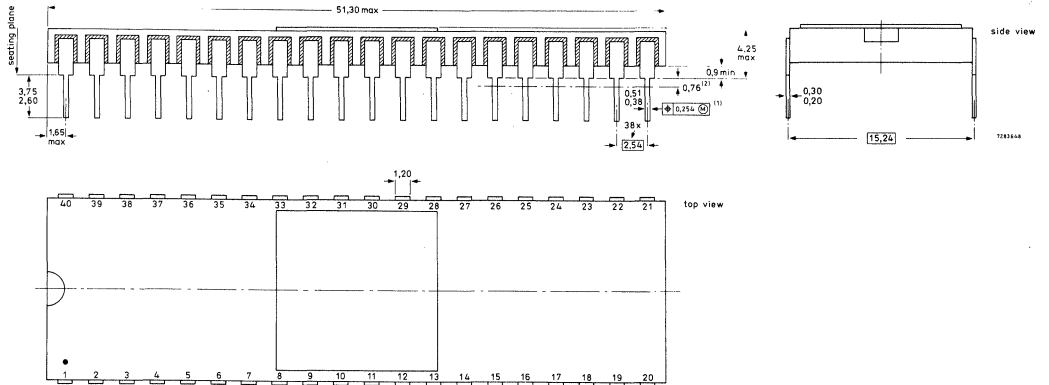 51,30 max
seating plane
3,75
2,60
1,65
max
4,25
max
0,9 min
0,76 (2)
0,51
0,38
0,254 M (1)
38x
2,54
side view
0,30
0,20
15,24
7283648
1,20
top view
40 39 38 37 36 35 34 33 32 31 30 29 28 27 26 25 24 23 22 21
1 2 3 4 5 6 7 8 9 10 11 12 13 14 15 16 17 18 19 20